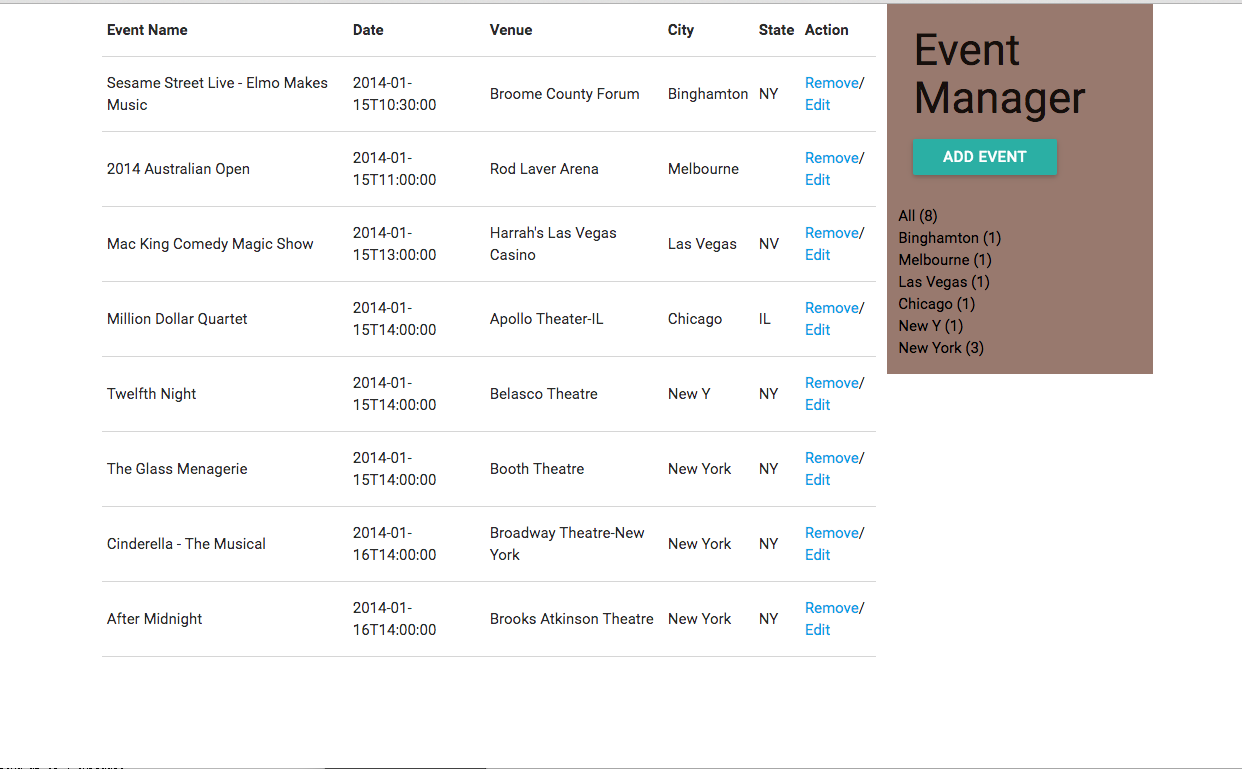 Event Name Date Venue City State Action
Sesame Street Live - Elmo Makes Music 2014-01-15T10:30:00 Broome County Forum Binghamton NY Remove/ Edit
2014 Australian Open 2014-01-15T11:00:00 Rod Laver Arena Melbourne Remove/ Edit
Mac King Comedy Magic Show 2014-01-15T13:00:00 Harrah's Las Vegas Casino Las Vegas NV Remove/ Edit
Million Dollar Quartet 2014-01-15T14:00:00 Apollo Theater-IL Chicago IL Remove/ Edit
Twelfth Night 2014-01-15T14:00:00 Belasco Theatre New Y NY Remove/ Edit
The Glass Menagerie 2014-01-15T14:00:00 Booth Theatre New York NY Remove/ Edit
Cinderella - The Musical 2014-01-16T14:00:00 Broadway Theatre-New York New York NY Remove/ Edit
After Midnight 2014-01-16T14:00:00 Brooks Atkinson Theatre New York NY Remove/ Edit
Event
Manager
ADD EVENT
All (8)
Binghamton (1)
Melbourne (1)
Las Vegas (1)
Chicago (1)
New Y (1)
New York (3)